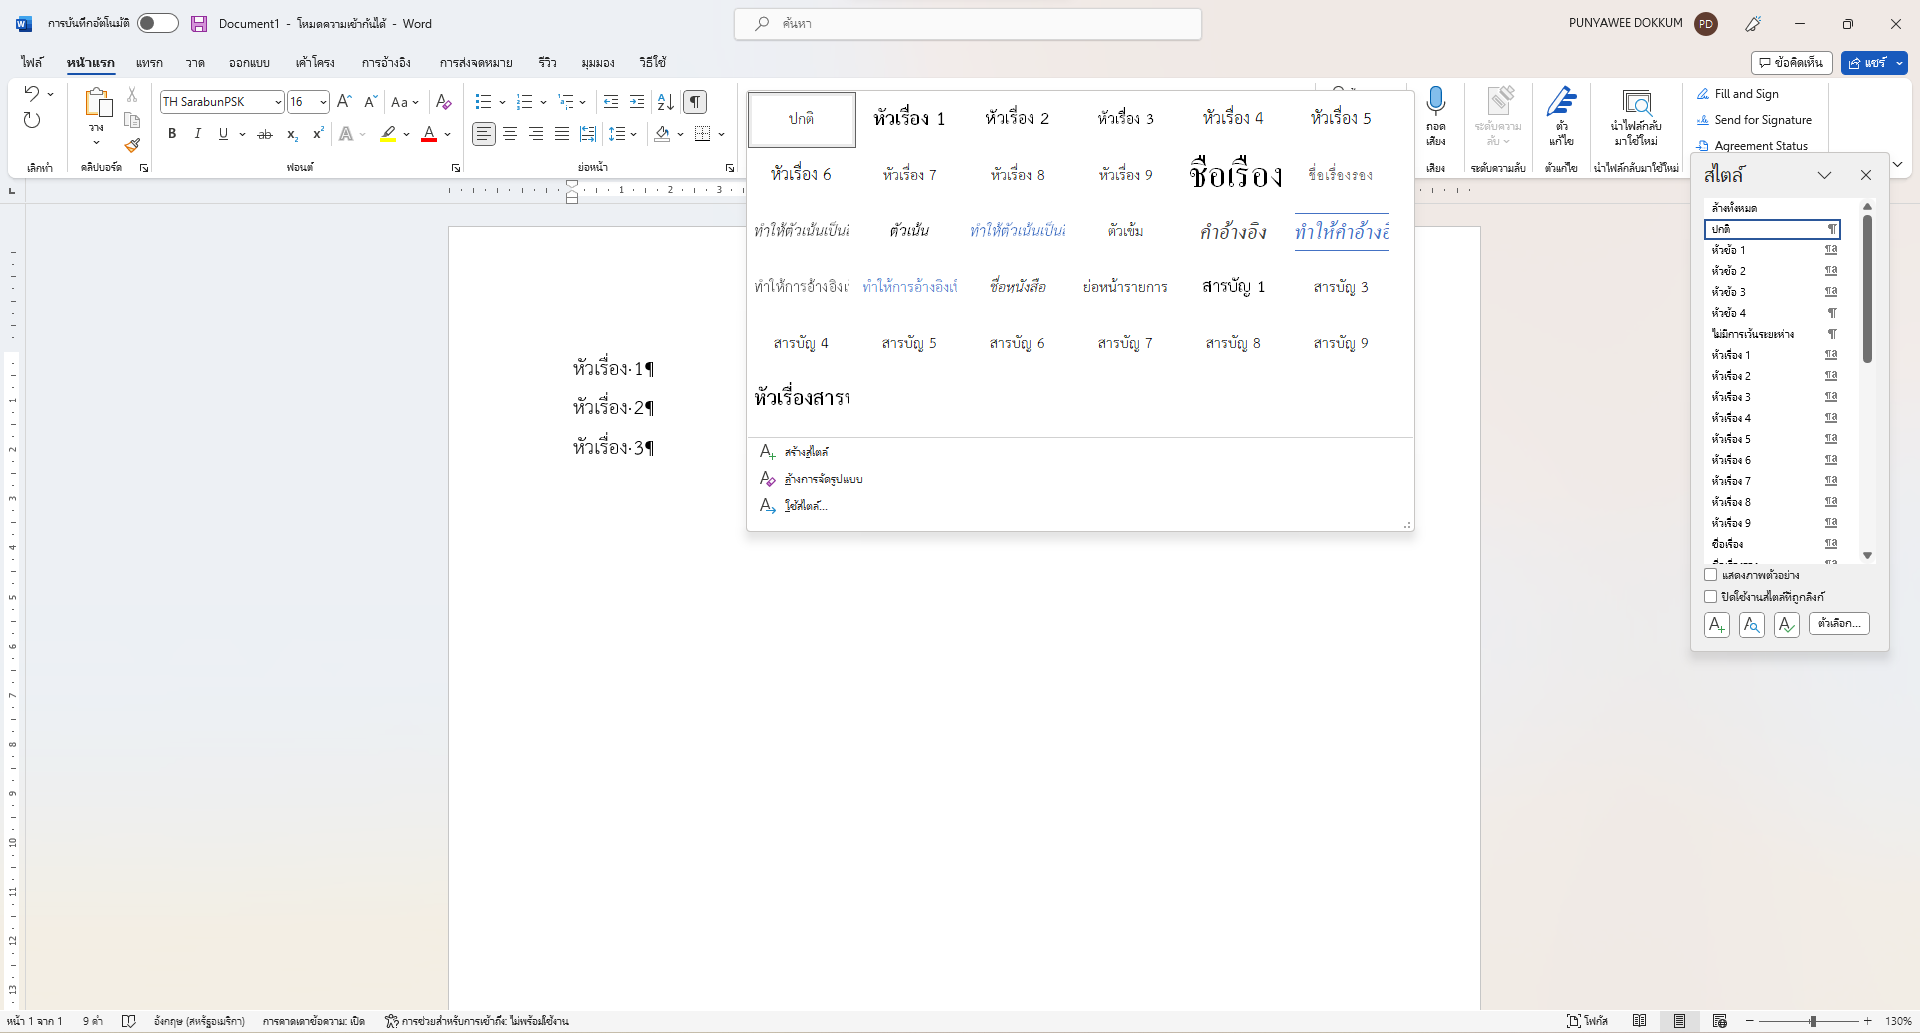 การบันทึกอัตโนมัติ Document1 - โหมดความเข้ากันได้ - Word ค้นหา PUNYAWEE DOKKUM PD
ไฟล์ หน้าแรก แทรก วาด ออกแบบ เค้าโครง การอ้างอิง การส่งจดหมาย รีวิว มุมมอง วิธีใช้ ข้อคิดเห็น แชร์
วาง
TH SarabunPSK 16
เลิกทำ คลิปบอร์ด ฟอนต์ ย่อหน้า
ถอด
เสียง
เสียง
ระดับความ
ลับ
ระดับความลับ
ตัว
แก้ไข
ตัวแก้ไข
นำไฟล์กลับ
มาใช้ใหม่
นำไฟล์กลับมาใช้ใหม่
Fill and Sign
Send for Signature
Agreement Status
ปกติ หัวเรื่อง 1 หัวเรื่อง 2 หัวเรื่อง 3 หัวเรื่อง 4 หัวเรื่อง 5
หัวเรื่อง 6 หัวเรื่อง 7 หัวเรื่อง 8 หัวเรื่อง 9 ชื่อเรื่อง ชื่อเรื่องรอง
ทำให้ตัวเน้นเป็น ตัวเน้น ทำให้ตัวเน้นเป็น ตัวเข้ม คำอ้างอิง ทำให้คำอ้างอิ
ทำให้การอ้างอิงเ ทำให้การอ้างอิงเ ชื่อหนังสือ ย่อหน้ารายการ สารบัญ 1 สารบัญ 3
สารบัญ 4 สารบัญ 5 สารบัญ 6 สารบัญ 7 สารบัญ 8 สารบัญ 9
หัวเรื่องสารบ
สร้างสไตล์
ล้างการจัดรูปแบบ
ใช้สไตล์...
หัวเรื่อง·1¶
หัวเรื่อง·2¶
หัวเรื่อง·3¶
สไตล์
ล้างทั้งหมด
ปกติ
หัวข้อ 1
หัวข้อ 2
หัวข้อ 3
หัวข้อ 4
ไม่มีการเว้นระยะห่าง
หัวเรื่อง 1
หัวเรื่อง 2
หัวเรื่อง 3
หัวเรื่อง 4
หัวเรื่อง 5
หัวเรื่อง 6
หัวเรื่อง 7
หัวเรื่อง 8
หัวเรื่อง 9
ชื่อเรื่อง
แสดงภาพตัวอย่าง
ปิดใช้งานสไตล์ที่ถูกลิงก์
ตัวเลือก...
หน้า 1 จาก 1 9 คำ อังกฤษ (สหรัฐอเมริกา) การคาดเดาข้อความ: เปิด การช่วยสำหรับการเข้าถึง: ไม่พร้อมใช้งาน โฟกัส 130%